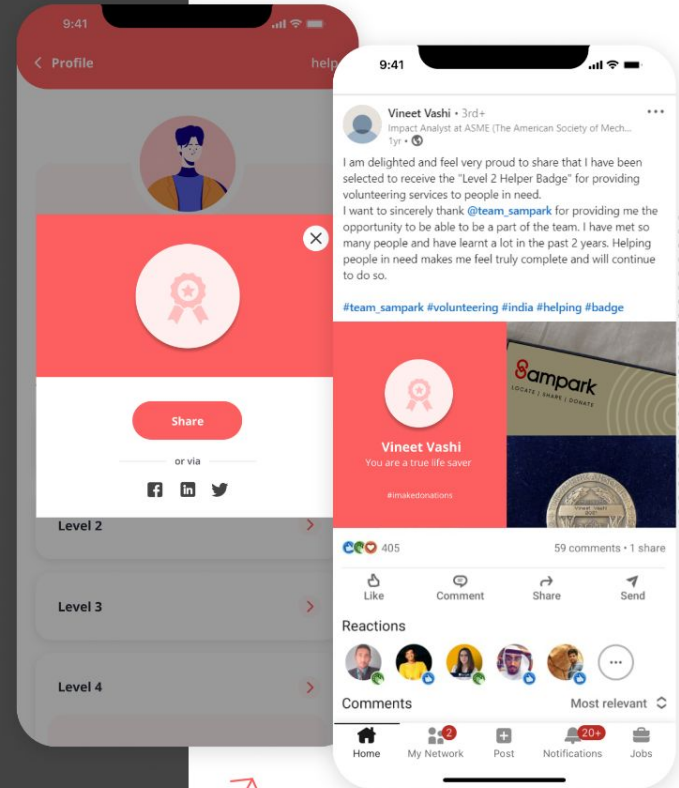 9:41
Profile
help
Share
or via
Level 2
Level 3
Level 4
9:41
Vineet Vashi • 3rd+
Impact Analyst at ASME (The American Society of Mech...
1yr •
I am delighted and feel very proud to share that I have been
selected to receive the "Level 2 Helper Badge" for providing
volunteering services to people in need.
I want to sincerely thank @team_sampark for providing me the
opportunity to be able to be a part of the team. I have met so
many people and have learnt a lot in the past 2 years. Helping
people in need makes me feel truly complete and will continue
to do so.
#team_sampark #volunteering #india #helping #badge
Vineet Vashi
You are a true life saver
#imakedonations
Sampark
LOCATE | SHARE | DONATE
Vineet Vashi
405
59 comments • 1 share
Like
Comment
Share
Send
Reactions
Comments
Most relevant
2
20+
Home
My Network
Post
Notifications
Jobs